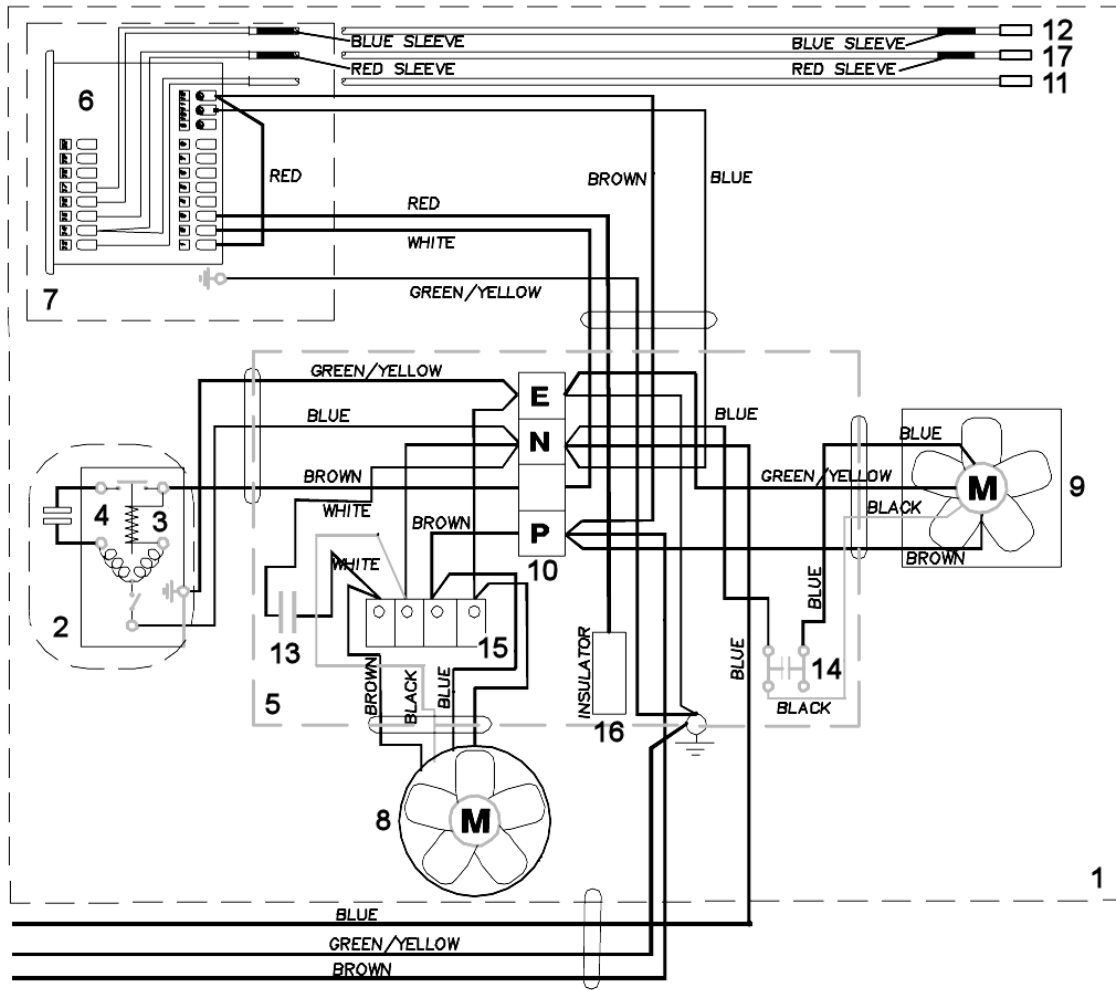 1
BLUE SLEEVE
BLUE SLEEVE
12
RED SLEEVE
RED SLEEVE
17
11
6
RED
BROWN
BLUE
RED
WHITE
7
GREEN/YELLOW
GREEN/YELLOW
E
BLUE
BLUE
N
BLUE
BROWN
GREEN/YELLOW
M
9
4
3
WHITE
BROWN
P
BLACK
BROWN
10
WHITE
BLUE
2
13
15
INSULATOR
BLUE
14
5
BROWN
BLACK
BLUE
16
BLACK
8
M
1
BLUE
GREEN/YELLOW
BROWN